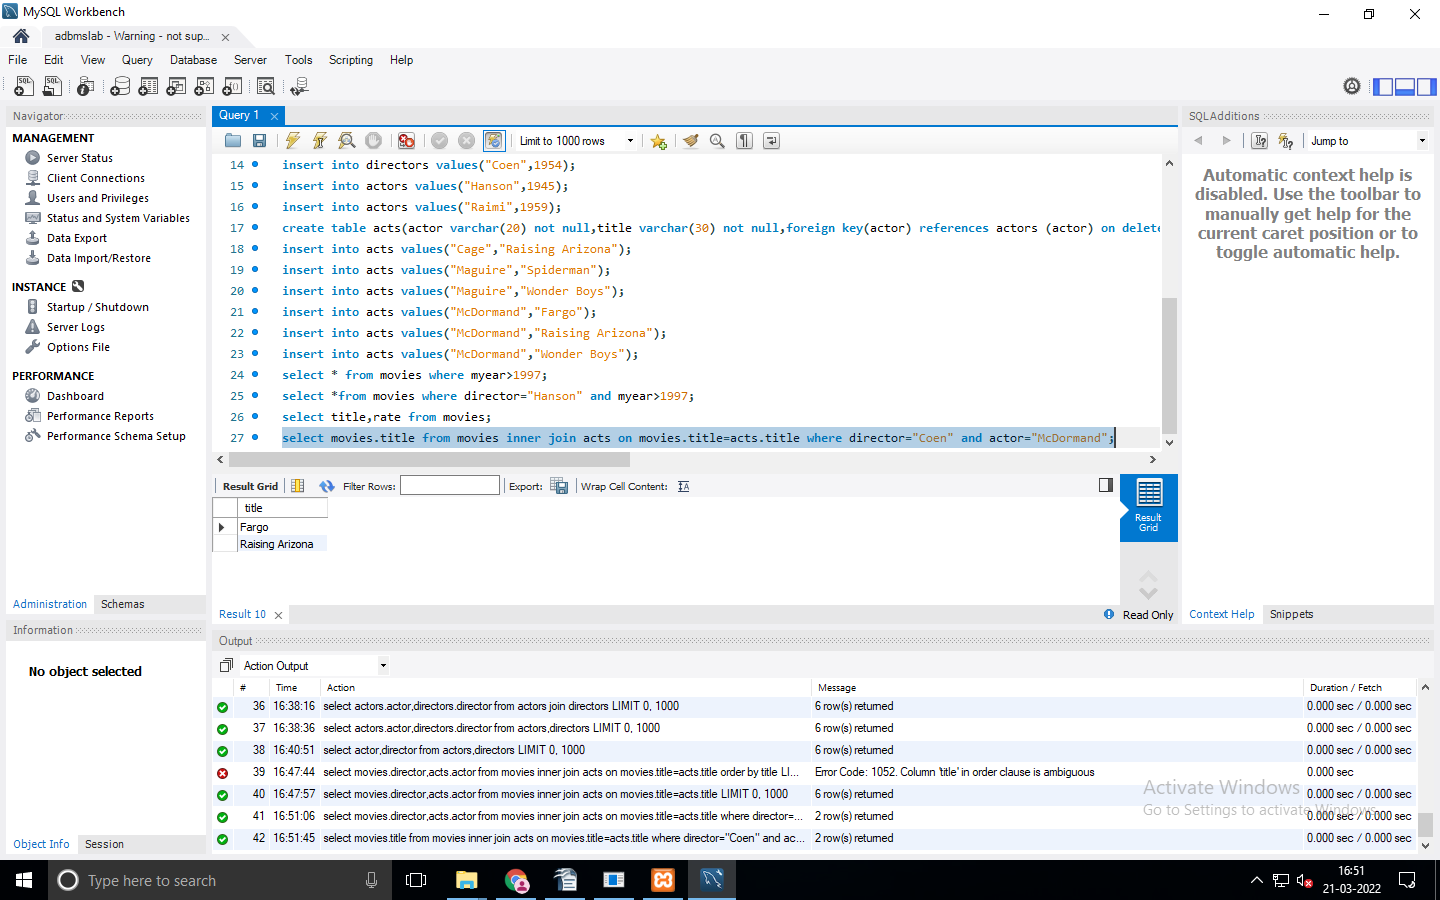 MySQL Workbench
adbmslab - Warning - not sup...
File Edit View Query Database Server Tools Scripting Help
Navigator
MANAGEMENT
Server Status
Client Connections
Users and Privileges
Status and System Variables
Data Export
Data Import/Restore
INSTANCE
Startup / Shutdown
Server Logs
Options File
PERFORMANCE
Dashboard
Performance Reports
Performance Schema Setup
Administration Schemas
Information
No object selected
Object Info Session
Query 1
Limit to 1000 rows
14 insert into directors values("Coen",1954);
15 insert into actors values("Hanson",1945);
16 insert into actors values("Raimi",1959);
17 create table acts(actor varchar(20) not null,title varchar(30) not null,foreign key(actor) references actors (actor) on delete
18 insert into acts values("Cage","Raising Arizona");
19 insert into acts values("Maguire","Spiderman");
20 insert into acts values("Maguire","Wonder Boys");
21 insert into acts values("McDormand","Fargo");
22 insert into acts values("McDormand","Raising Arizona");
23 insert into acts values("McDormand","Wonder Boys");
24 select * from movies where myear>1997;
25 select *from movies where director="Hanson" and myear>1997;
26 select title,rate from movies;
27 select movies.title from movies inner join acts on movies.title=acts.title where director="Coen" and actor="McDormand";
Result Grid Filter Rows: Export: Wrap Cell Content:
title
Fargo
Raising Arizona
Result Grid
Result 10
Read Only
SQLAdditions
Jump to
Automatic context help is
disabled. Use the toolbar to
manually get help for the
current caret position or to
toggle automatic help.
Context Help Snippets
Output
Action Output
# Time Action Message Duration / Fetch
36 16:38:16 select actors.actor,directors.director from actors join directors LIMIT 0, 1000 6 row(s) returned 0.000 sec / 0.000 sec
37 16:38:36 select actors.actor,directors.director from actors,directors LIMIT 0, 1000 6 row(s) returned 0.000 sec / 0.000 sec
38 16:40:51 select actor,director from actors,directors LIMIT 0, 1000 6 row(s) returned 0.000 sec / 0.000 sec
39 16:47:44 select movies.director,acts.actor from movies inner join acts on movies.title=acts.title order by title LI... Error Code: 1052. Column 'title' in order clause is ambiguous 0.000 sec
40 16:47:57 select movies.director,acts.actor from movies inner join acts on movies.title=acts.title LIMIT 0, 1000 6 row(s) returned 0.000 sec / 0.000 sec
41 16:51:06 select movies.director,acts.actor from movies inner join acts on movies.title=acts.title where director=... 2 row(s) returned 0.000 sec / 0.000 sec
42 16:51:45 select movies.title from movies inner join acts on movies.title=acts.title where director="Coen" and ac... 2 row(s) returned 0.000 sec / 0.000 sec
Activate Windows
Go to Settings to activate Windows.
Type here to search
16:51
21-03-2022